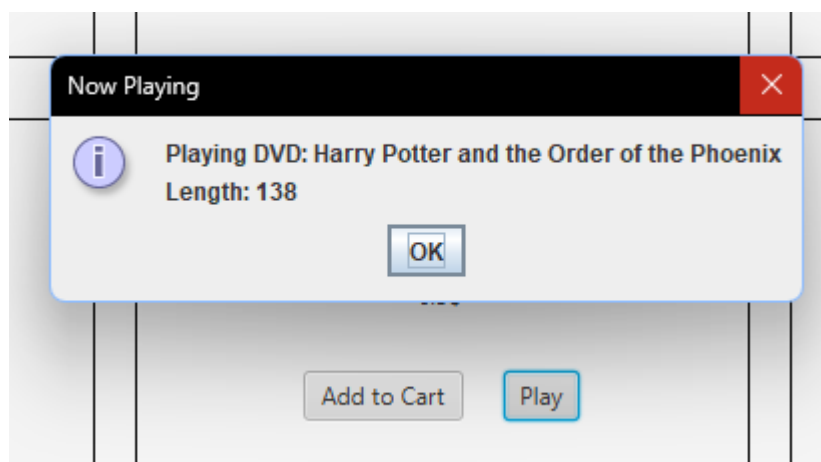 Now Playing
Playing DVD: Harry Potter and the Order of the Phoenix
Length: 138
OK
Add to Cart
Play